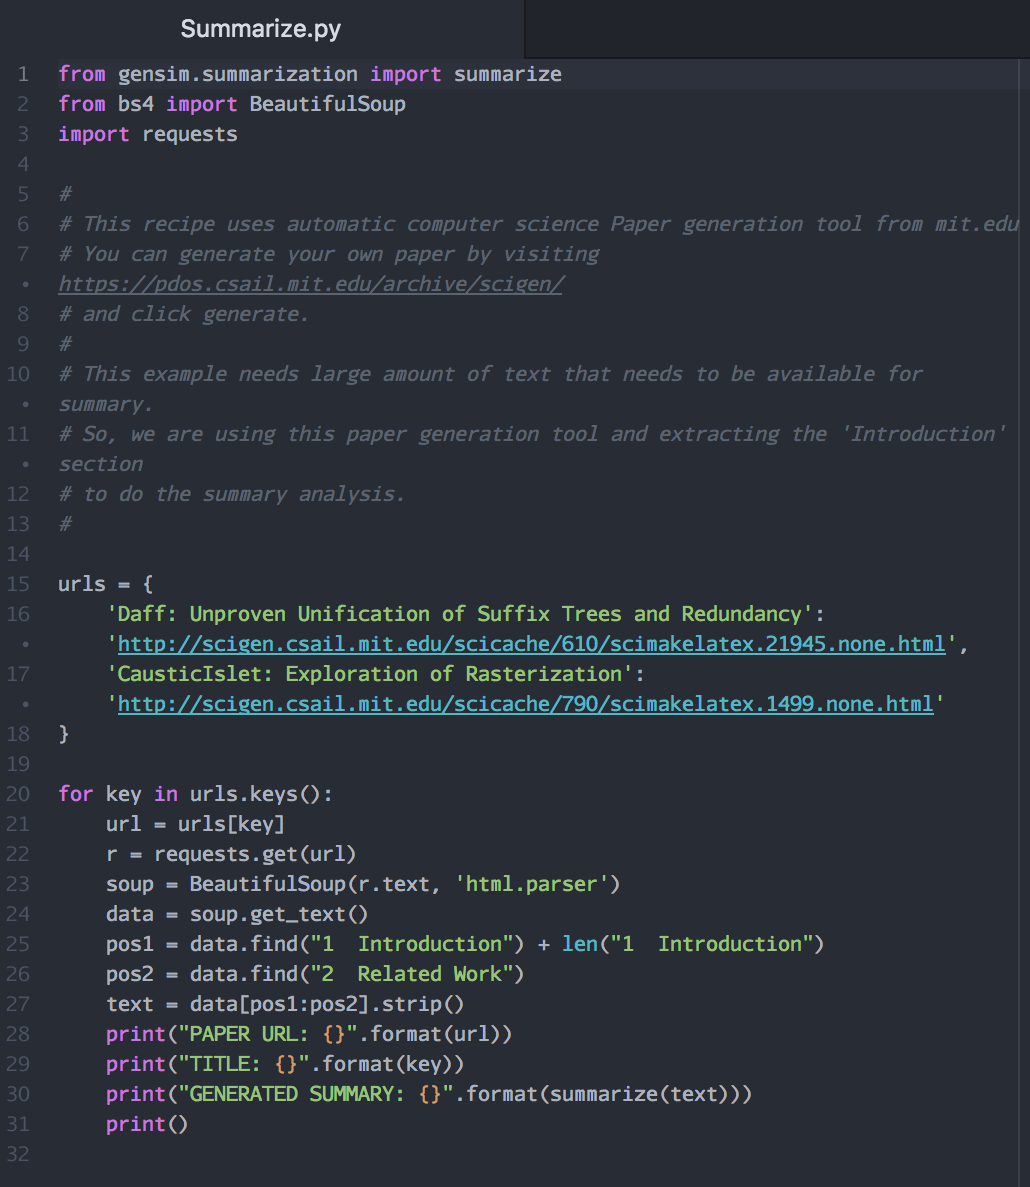 Summarize.py
1 from gensim.summarization import summarize
2 from bs4 import BeautifulSoup
3 import requests
4
5 #
6 # This recipe uses automatic computer science Paper generation tool from mit.edu
7 # You can generate your own paper by visiting
• https://pdos.csail.mit.edu/archive/scigen/
8 # and click generate.
9 #
10 # This example needs large amount of text that needs to be available for
• summary.
11 # So, we are using this paper generation tool and extracting the 'Introduction'
• section
12 # to do the summary analysis.
13 #
14
15 urls = {
16     'Daff: Unproven Unification of Suffix Trees and Redundancy':
•     'http://scigen.csail.mit.edu/scicache/610/scimakelatex.21945.none.html',
17     'CausticIslet: Exploration of Rasterization':
•     'http://scigen.csail.mit.edu/scicache/790/scimakelatex.1499.none.html'
18 }
19
20 for key in urls.keys():
21     url = urls[key]
22     r = requests.get(url)
23     soup = BeautifulSoup(r.text, 'html.parser')
24     data = soup.get_text()
25     pos1 = data.find("1  Introduction") + len("1  Introduction")
26     pos2 = data.find("2  Related Work")
27     text = data[pos1:pos2].strip()
28     print("PAPER URL: {}".format(url))
29     print("TITLE: {}".format(key))
30     print("GENERATED SUMMARY: {}".format(summarize(text)))
31     print()
32